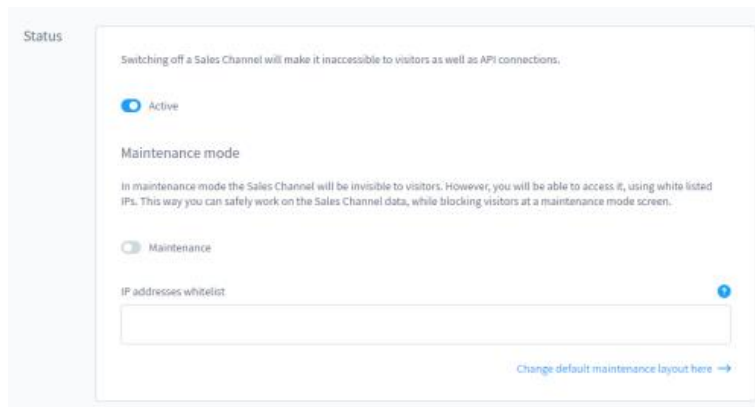 Status
Switching off a Sales Channel will make it inaccessible to visitors as well as API connections.
Active
Maintenance mode
In maintenance mode the Sales Channel will be invisible to visitors. However, you will be able to access it, using white listed
IPs. This way you can safely work on the Sales Channel data, while blocking visitors at a maintenance mode screen.
Maintenance
IP addresses whitelist
?
Change default maintenance layout here →